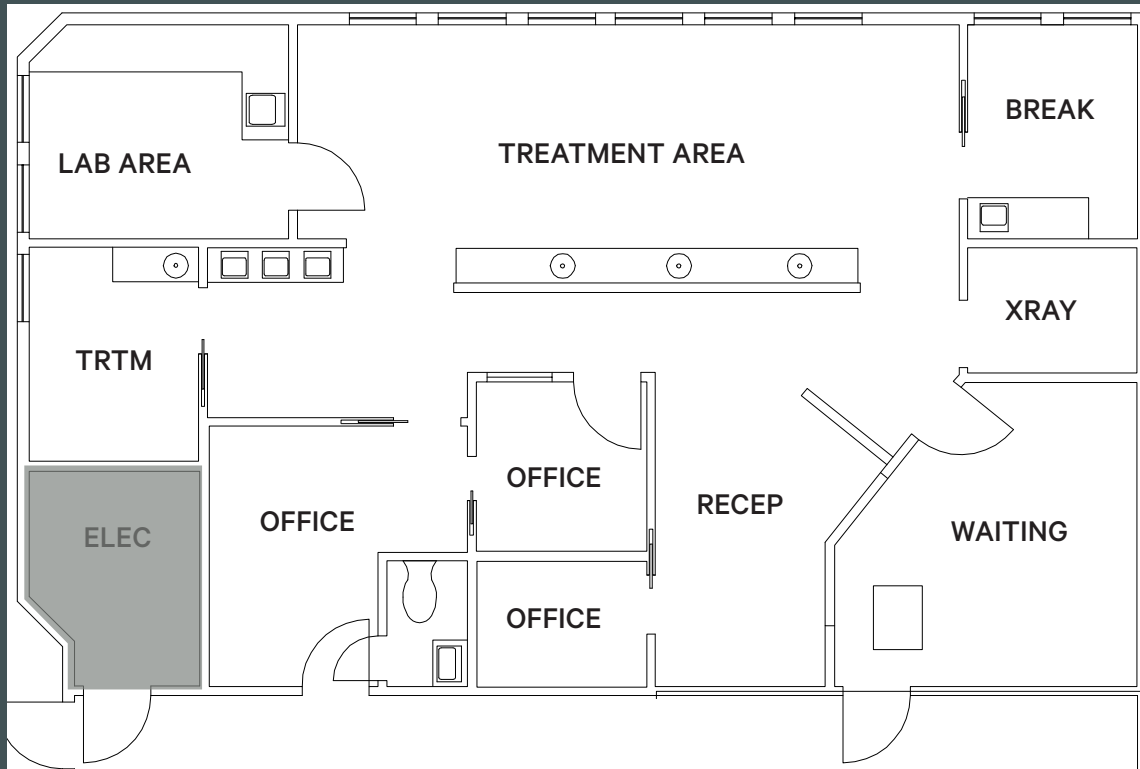 BREAK
LAB AREA
TREATMENT AREA
XRAY
TRTM
OFFICE
RECEP
ELEC
OFFICE
WAITING
OFFICE